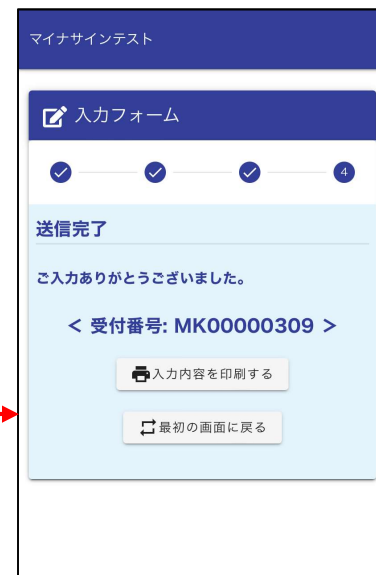 マイナサインテスト
入力フォーム
4
送信完了
ご入力ありがとうございました。
< 受付番号: MK00000309 >
入力内容を印刷する
最初の画面に戻る